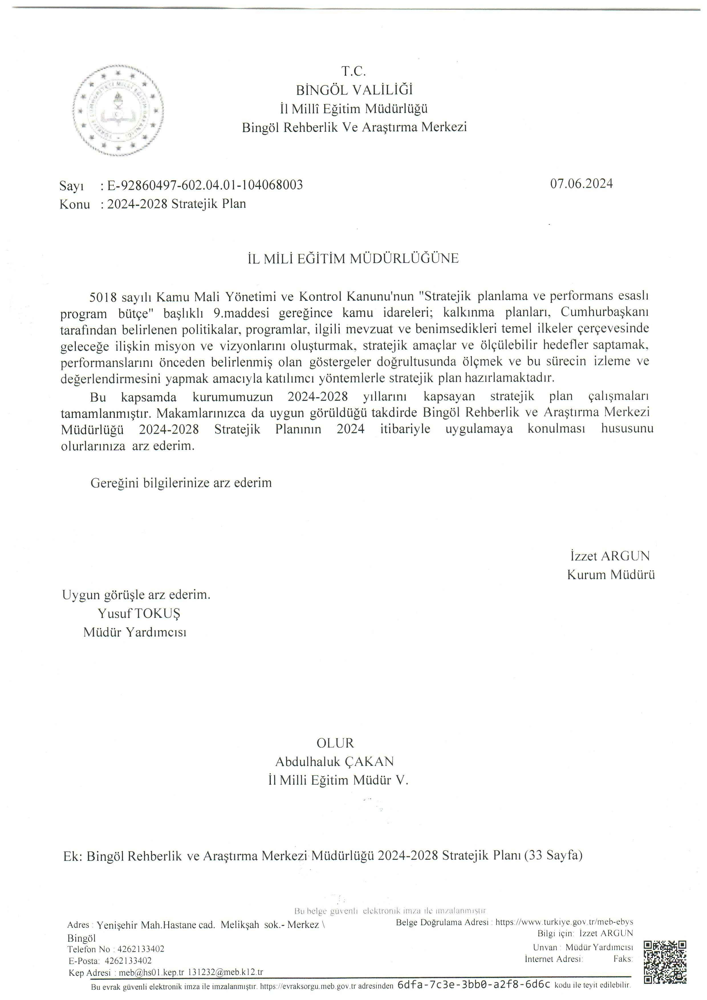 T.C.
BİNGÖL VALİLİĞİ
İl Millî Eğitim Müdürlüğü
Bingöl Rehberlik Ve Araştırma Merkezi
Sayı : E-92860497-602.04.01-104068003 07.06.2024
Konu : 2024-2028 Stratejik Plan
İL MİLİ EĞİTİM MÜDÜRLÜĞÜNE
5018 sayılı Kamu Mali Yönetimi ve Kontrol Kanunu'nun "Stratejik planlama ve performans esaslı
program bütçe" başlıklı 9.maddesi gereğince kamu idareleri; kalkınma planları, Cumhurbaşkanı
tarafından belirlenen politikalar, programlar, ilgili mevzuat ve benimsedikleri temel ilkeler çerçevesinde
geleceğe ilişkin misyon ve vizyonlarını oluşturmak, stratejik amaçlar ve ölçülebilir hedefler saptamak,
performanslarını önceden belirlenmiş olan göstergeler doğrultusunda ölçmek ve bu sürecin izleme ve
değerlendirmesini yapmak amacıyla katılımcı yöntemlerle stratejik plan hazırlamaktadır.
Bu kapsamda kurumumuzun 2024-2028 yıllarını kapsayan stratejik plan çalışmaları
tamamlanmıştır. Makamlarınızca da uygun görüldüğü takdirde Bingöl Rehberlik ve Araştırma Merkezi
Müdürlüğü 2024-2028 Stratejik Planının 2024 itibariyle uygulamaya konulması hususunu
olurlarınıza arz ederim.
Gereğini bilgilerinize arz ederim
İzzet ARGUN
Kurum Müdürü
Uygun görüşle arz ederim.
Yusuf TOKUŞ
Müdür Yardımcısı
OLUR
Abdulhaluk ÇAKAN
İl Milli Eğitim Müdür V.
Ek: Bingöl Rehberlik ve Araştırma Merkezi Müdürlüğü 2024-2028 Stratejik Planı (33 Sayfa)
Bu belge güvenli elektronik imza ile imzalanmıştır
Adres : Yenişehir Mah.Hastane cad. Melikşah sok.- Merkez \
Bingöl
Telefon No : 4262133402
E-Posta: 4262133402
Kep Adresi : meb@hs01.kep.tr 131232@meb.k12.tr
Belge Doğrulama Adresi : https://www.turkiye.gov.tr/meb-ebys
Bilgi için: İzzet ARGUN
Unvan : Müdür Yardımcısı
İnternet Adresi: Faks:
Bu evrak güvenli elektronik imza ile imzalanmıştır. https://evraksorgu.meb.gov.tr adresinden 6dfa-7c3e-3bb0-a2f8-6d6c kodu ile teyit edilebilir.